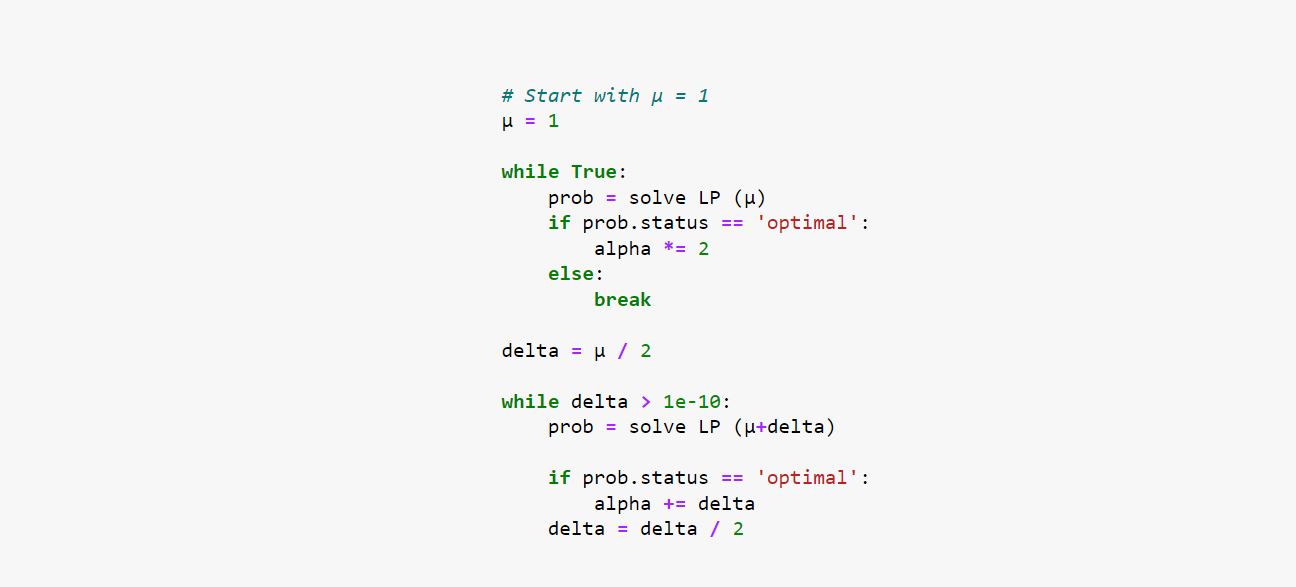 # Start with μ = 1
μ = 1
while True:
    prob = solve LP (μ)
    if prob.status == 'optimal':
        alpha *= 2
    else:
        break
delta = μ / 2
while delta > 1e-10:
    prob = solve LP (μ+delta)
    if prob.status == 'optimal':
        alpha += delta
    delta = delta / 2